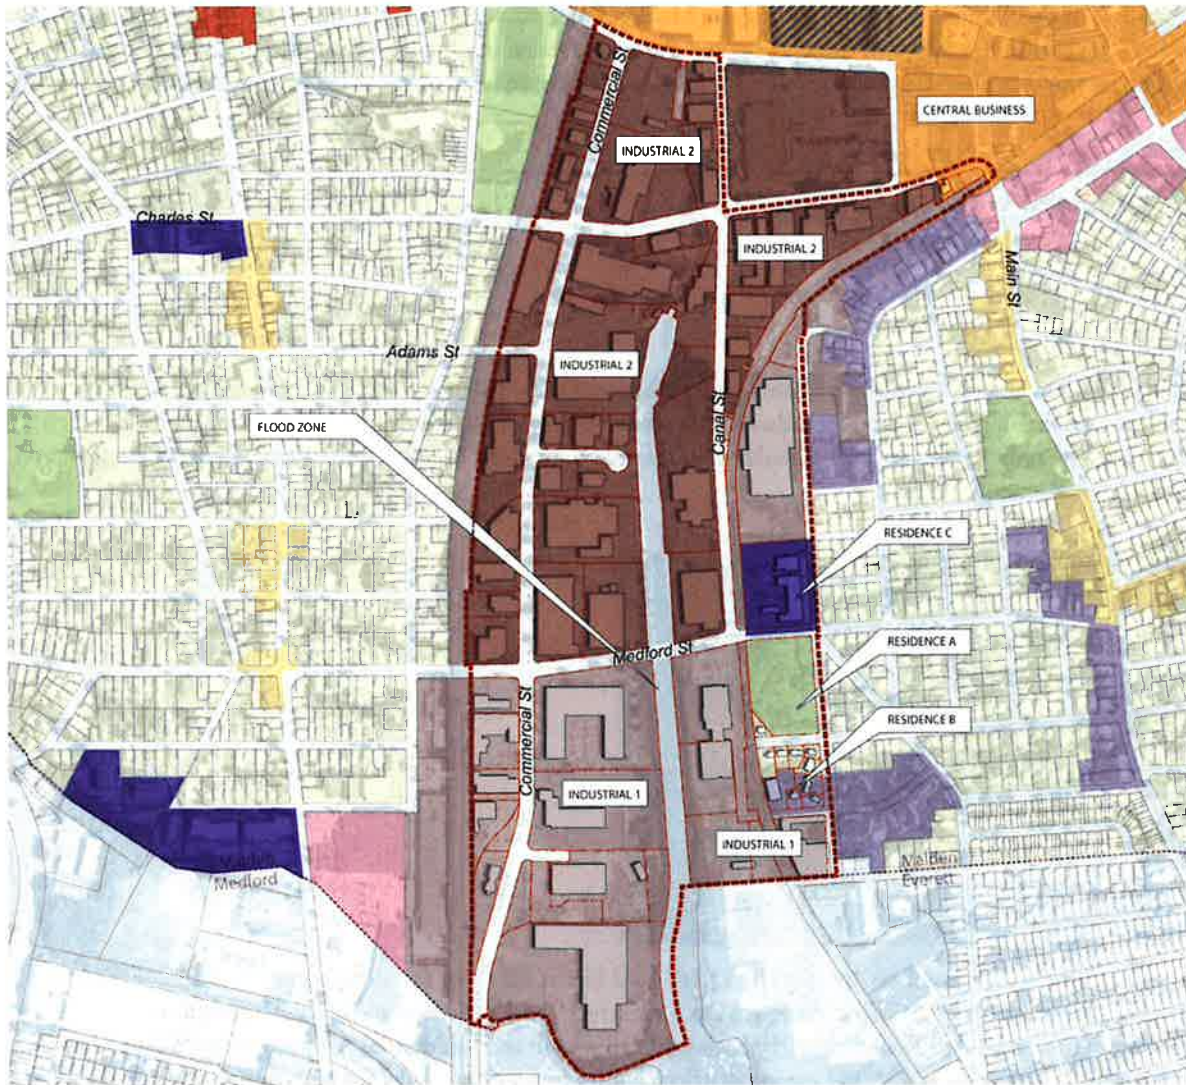 Commercial St
CENTRAL BUSINESS
INDUSTRIAL 2
Charles St
INDUSTRIAL 2
Main St
Adams St
INDUSTRIAL 2
FLOOD ZONE
Canal St
RESIDENCE C
RESIDENCE A
Medford St
RESIDENCE B
Commercial St
INDUSTRIAL 1
INDUSTRIAL 1
Medford
Malden
Everett